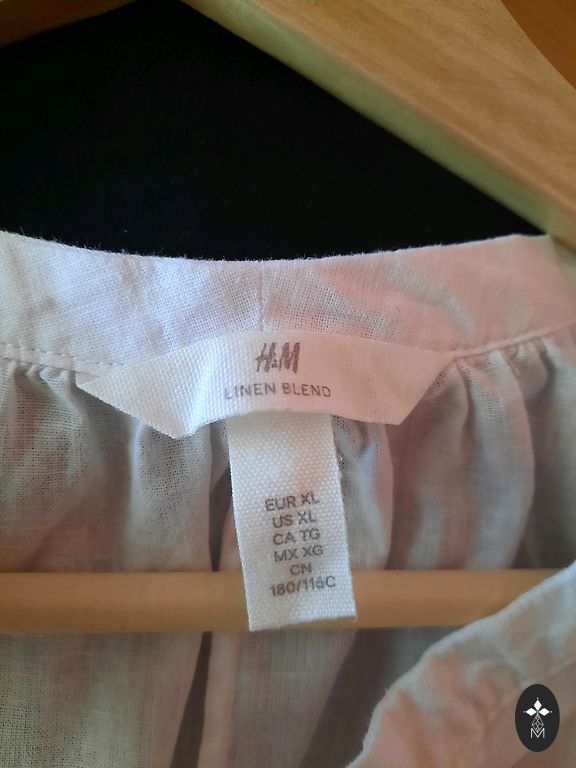 H&M
LINEN BLEND
EUR XL
US XL
CA TG
MX XG
CN
180/116C
M